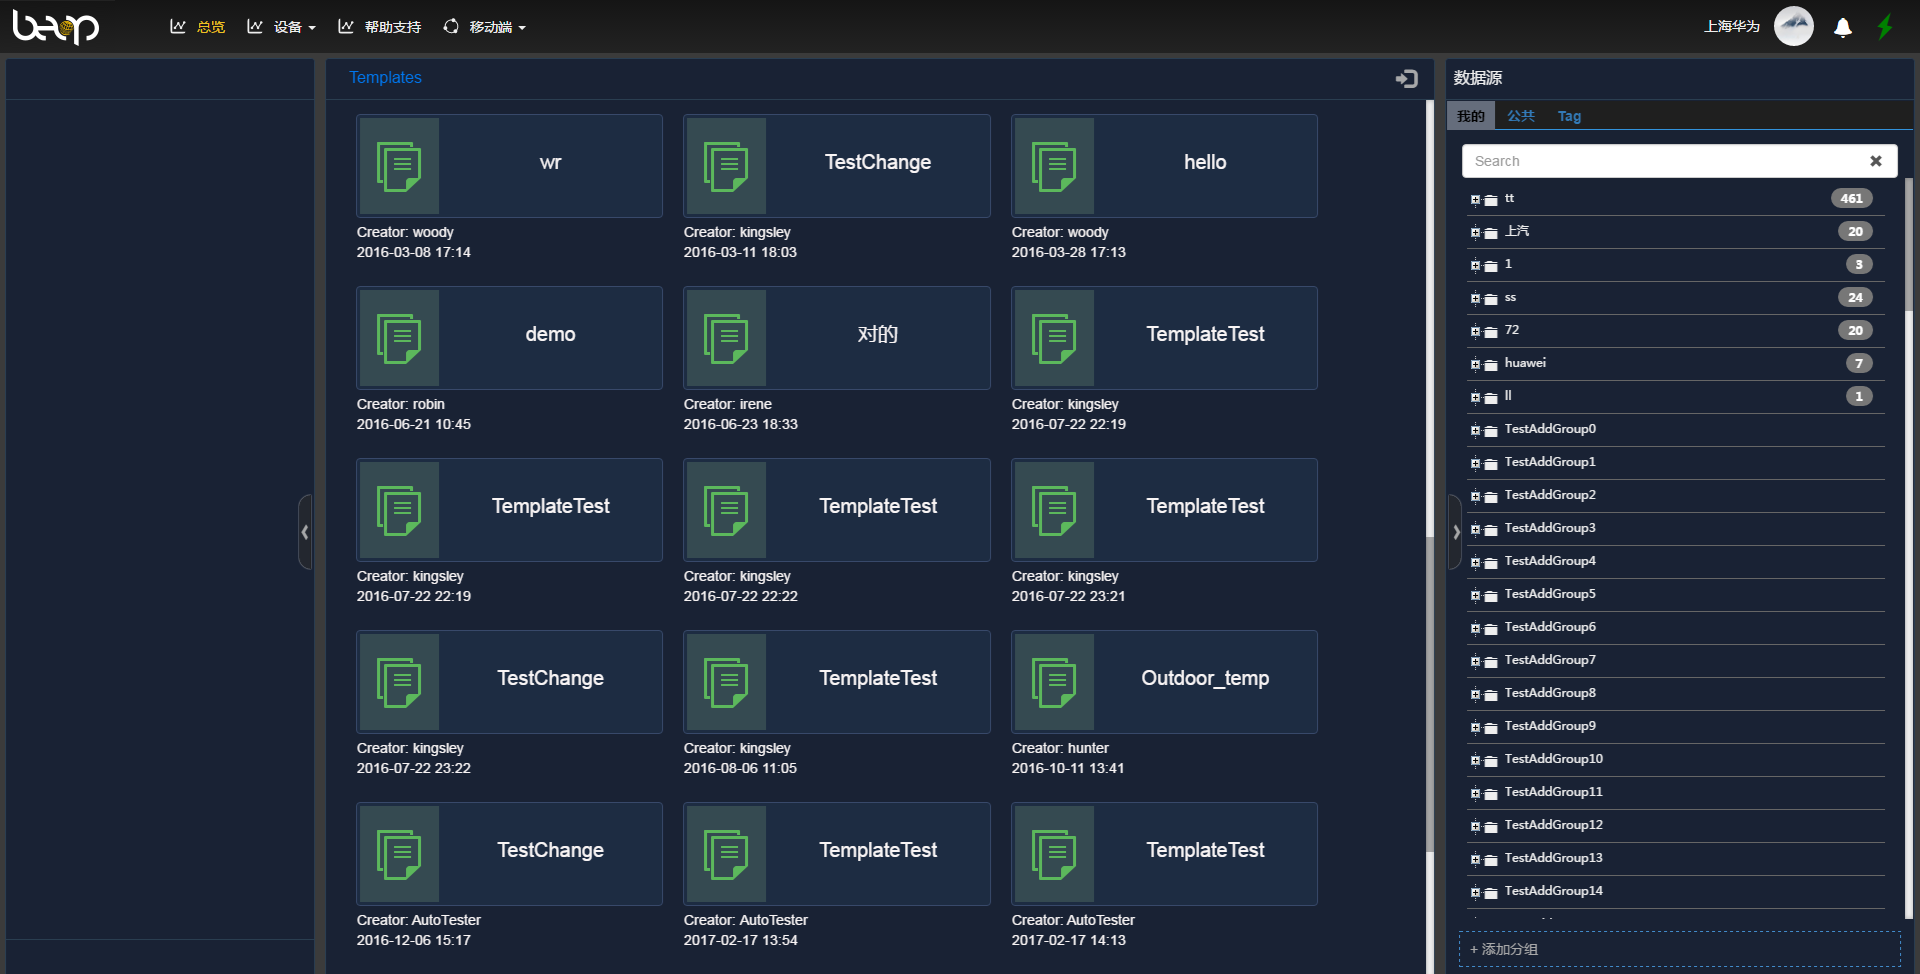 beop
总览
设备
帮助支持
移动端
上海华为
Templates
wr
Creator: woody
2016-03-08 17:14
TestChange
Creator: kingsley
2016-03-11 18:03
hello
Creator: woody
2016-03-28 17:13
demo
Creator: robin
2016-06-21 10:45
对的
Creator: irene
2016-06-23 18:33
TemplateTest
Creator: kingsley
2016-07-22 22:19
TemplateTest
Creator: kingsley
2016-07-22 22:19
TemplateTest
Creator: kingsley
2016-07-22 22:22
TemplateTest
Creator: kingsley
2016-07-22 23:21
TestChange
Creator: kingsley
2016-07-22 23:22
TemplateTest
Creator: kingsley
2016-08-06 11:05
Outdoor_temp
Creator: hunter
2016-10-11 13:41
TestChange
Creator: AutoTester
2016-12-06 15:17
TemplateTest
Creator: AutoTester
2017-02-17 13:54
TemplateTest
Creator: AutoTester
2017-02-17 14:13
数据源
我的 公共 Tag
Search
tt 461
上汽 20
1 3
ss 24
72 20
huawei 7
ll 1
TestAddGroup0
TestAddGroup1
TestAddGroup2
TestAddGroup3
TestAddGroup4
TestAddGroup5
TestAddGroup6
TestAddGroup7
TestAddGroup8
TestAddGroup9
TestAddGroup10
TestAddGroup11
TestAddGroup12
TestAddGroup13
TestAddGroup14
+ 添加分组